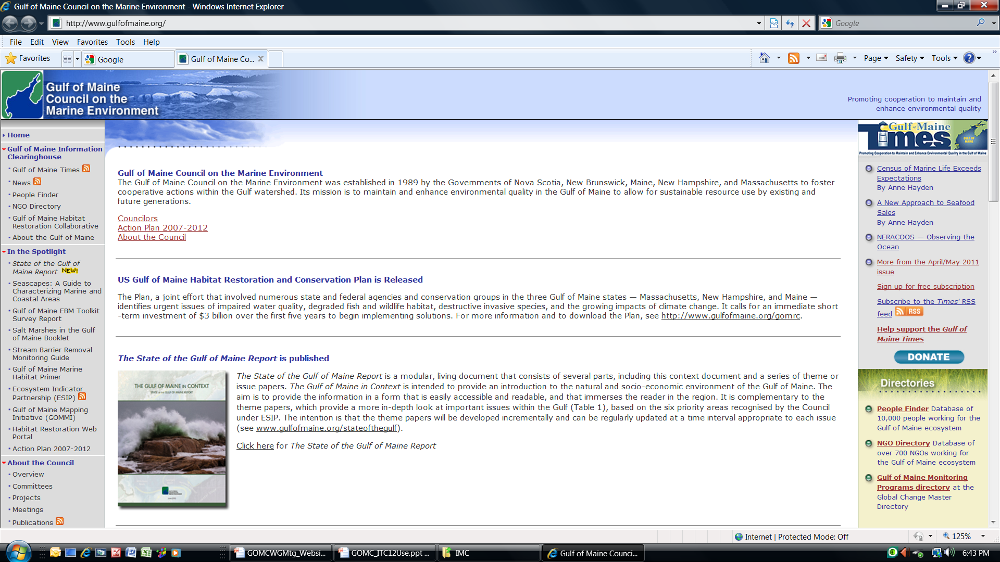 Gulf of Maine Council on the Marine Environment - Windows Internet Explorer
http://www.gulfofmaine.org/
Google
File Edit View Favorites Tools Help
Favorites
Google
Gulf of Maine Co...
Page
Safety
Tools
Gulf of Maine
Council on the
Marine Environment
Promoting cooperation to maintain and
enhance environmental quality
Home
Gulf of Maine Information
Clearinghouse
Gulf of Maine Times
News
People Finder
NGO Directory
Gulf of Maine Habitat
Restoration Collaborative
About the Gulf of Maine
In the Spotlight
State of the Gulf of
Maine Report NEW!
Seascapes: A Guide to
Characterizing Marine and
Coastal Areas
Gulf of Maine EBM Toolkit
Survey Report
Salt Marshes in the Gulf
of Maine Booklet
Stream Barrier Removal
Monitoring Guide
Gulf of Maine Marine
Habitat Primer
Ecosystem Indicator
Partnership (ESIP)
Gulf of Maine Mapping
Initiative (GOMMI)
Habitat Restoration Web
Portal
Action Plan 2007-2012
About the Council
Overview
Committees
Projects
Meetings
Publications
Gulf of Maine Council on the Marine Environment
The Gulf of Maine Council on the Marine Environment was established in 1989 by the Governments of Nova Scotia, New Brunswick, Maine, New Hampshire, and Massachusetts to foster
cooperative actions within the Gulf watershed. Its mission is to maintain and enhance environmental quality in the Gulf of Maine to allow for sustainable resource use by existing and
future generations.
Councilors
Action Plan 2007-2012
About the Council
US Gulf of Maine Habitat Restoration and Conservation Plan is Released
The Plan, a joint effort that involved numerous state and federal agencies and conservation groups in the three Gulf of Maine states — Massachusetts, New Hampshire, and Maine —
identifies urgent issues of impaired water quality, degraded fish and wildlife habitat, destructive invasive species, and the growing impacts of climate change. It calls for an immediate short
-term investment of $3 billion over the first five years to begin implementing solutions. For more information and to download the Plan, see http://www.gulfofmaine.org/gomrc.
The State of the Gulf of Maine Report is published
THE GULF OF MAINE IN CONTEXT
STATE OF THE GULF OF MAINE REPORT
The State of the Gulf of Maine Report is a modular, living document that consists of several parts, including this context document and a series of theme or
issue papers. The Gulf of Maine in Context is intended to provide an introduction to the natural and socio-economic environment of the Gulf of Maine. The
aim is to provide the information in a form that is easily accessible and readable, and that immerses the reader in the region. It is complementary to the
theme papers, which provide a more in-depth look at important issues within the Gulf (Table 1), based on the six priority areas recognised by the Council
under ESIP. The intention is that the theme papers will be developed incrementally and can be regularly updated at a time interval appropriate to each issue
(see www.gulfofmaine.org/stateofthegulf).
Click here for The State of the Gulf of Maine Report
Gulf of Maine
Times
Promoting Cooperation to Maintain and Enhance Environmental Quality in the Gulf of Maine
Census of Marine Life Exceeds
Expectations
By Anne Hayden
A New Approach to Seafood
Sales
By Anne Hayden
NERACOOS — Observing the
Ocean
More from the April/May 2011
issue
Sign up for free subscription
Subscribe to the Times' RSS
feed RSS
Help support the Gulf of
Maine Times
DONATE
Directories
People Finder Database of
10,000 people working for the
Gulf of Maine ecosystem
NGO Directory Database of
over 700 NGOs working for
the Gulf of Maine ecosystem
Gulf of Maine Monitoring
Programs directory at the
Global Change Master
Directory
Internet | Protected Mode: Off
125%
GOMCWGMtg_Websi...
GOMC_ITC12Use.ppt ...
IMC
Gulf of Maine Counci...
6:43 PM